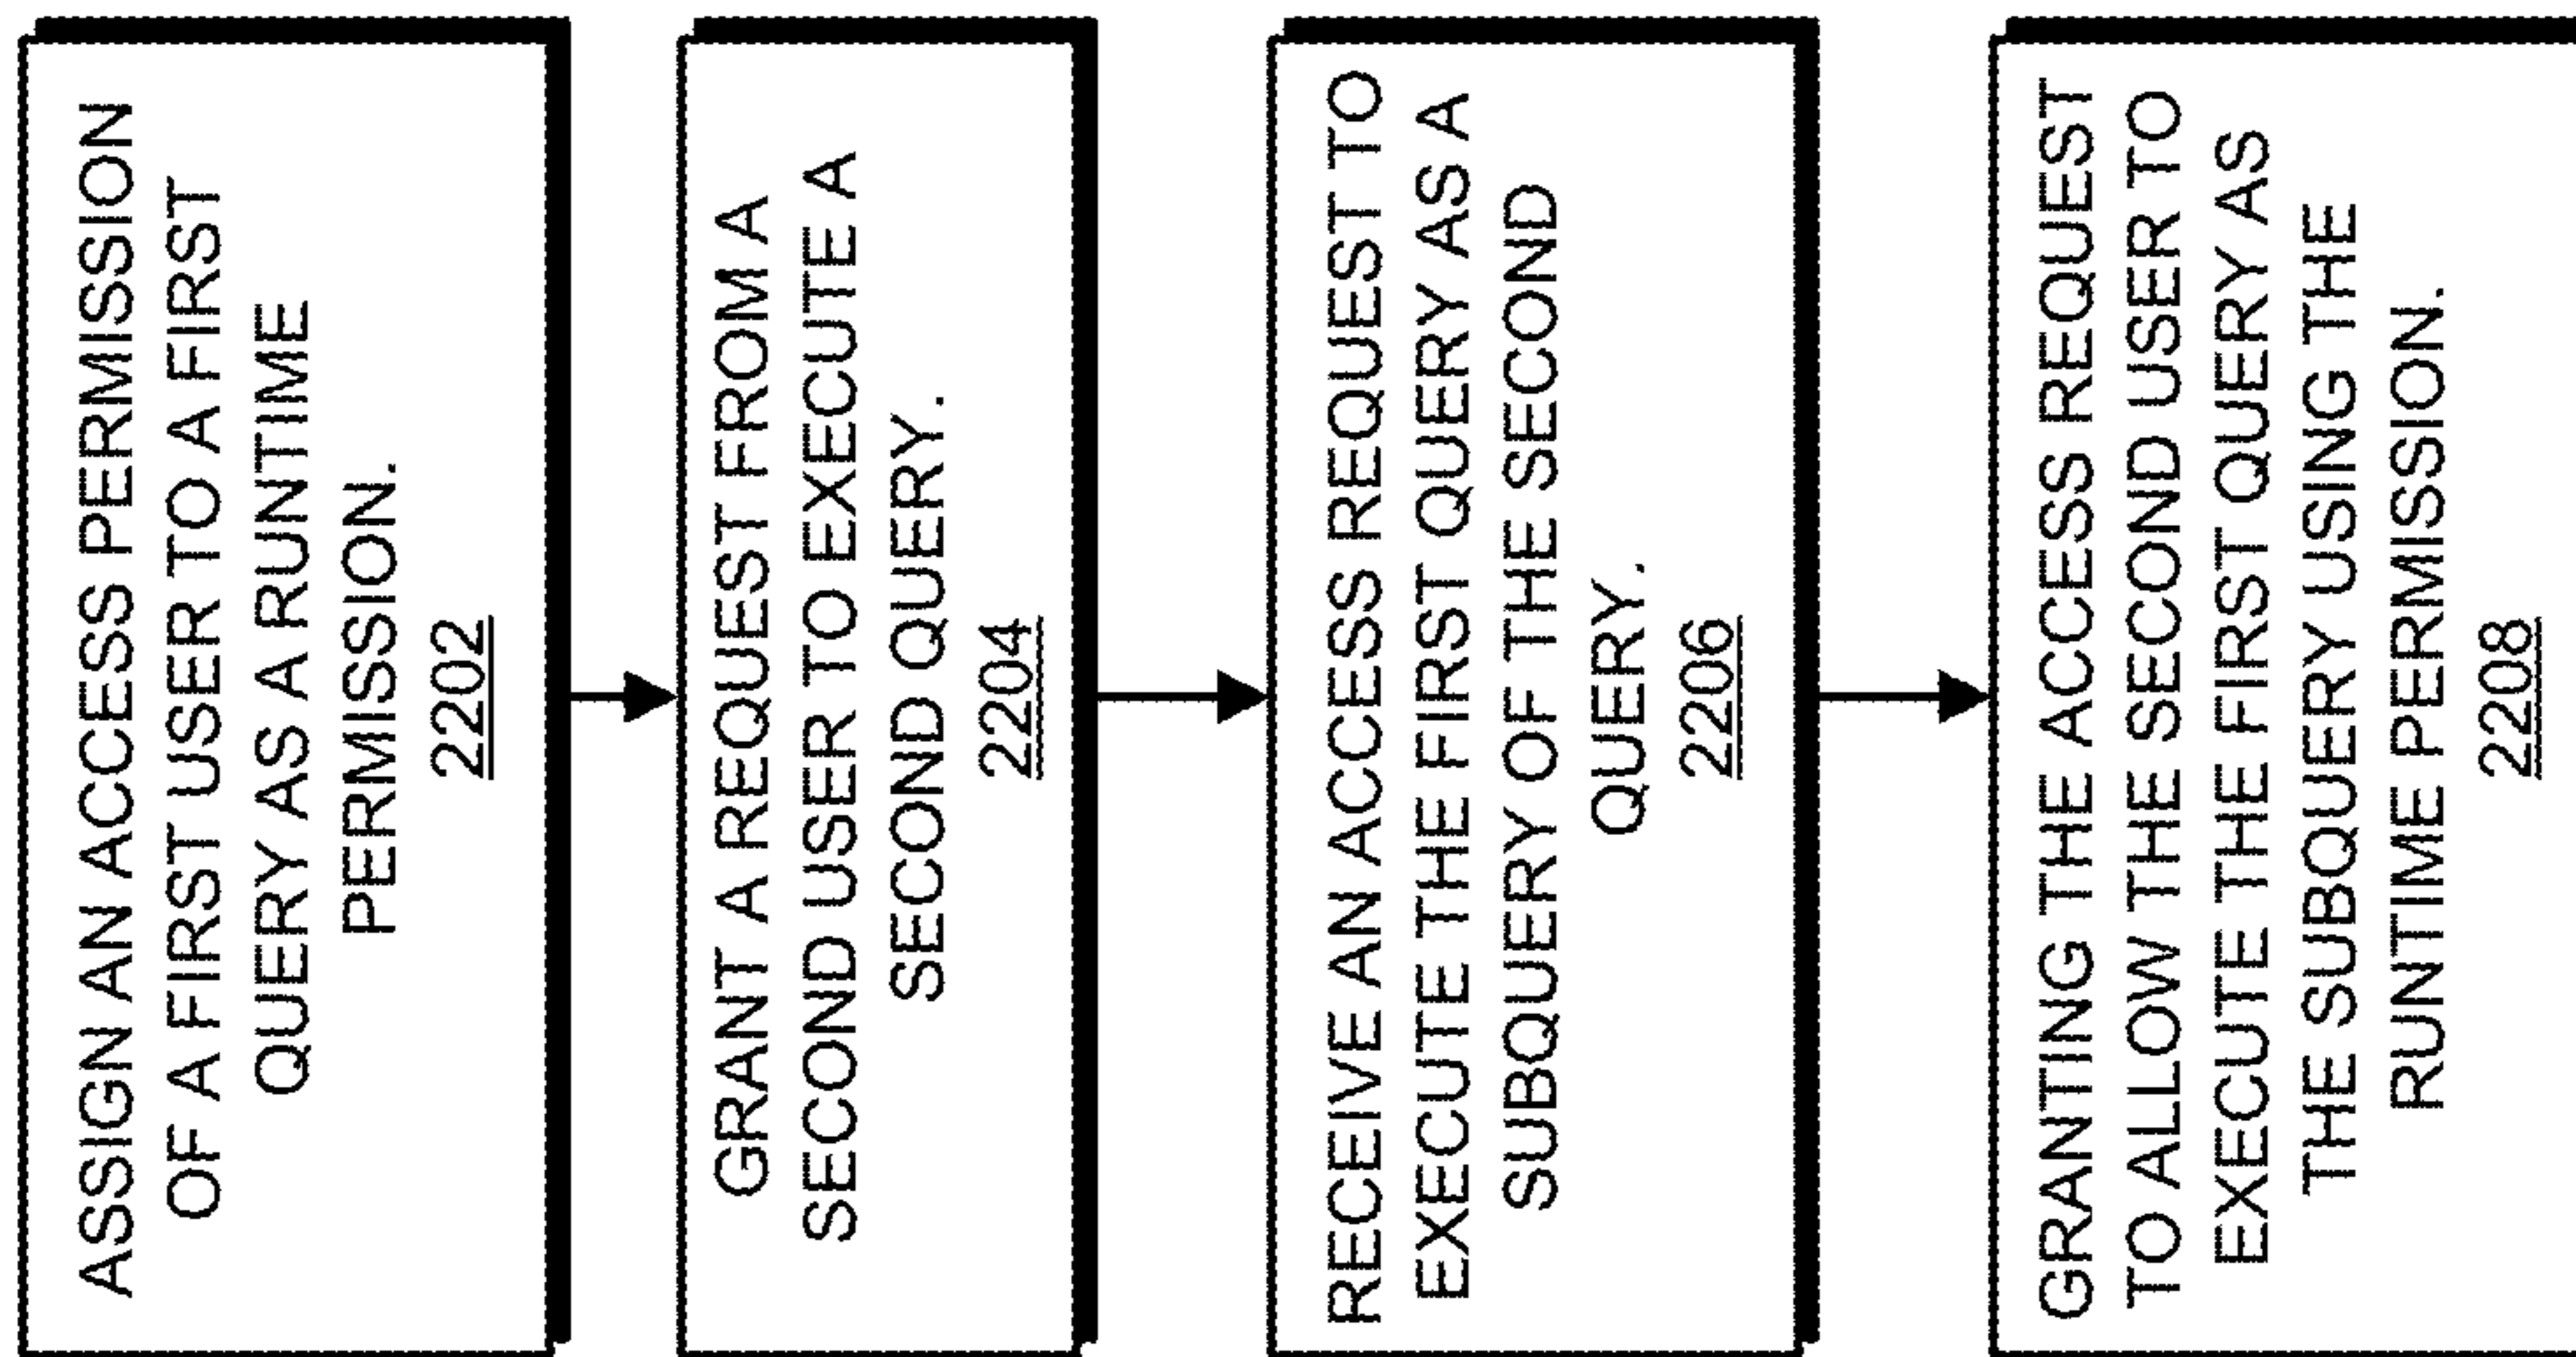 ASSIGN AN ACCESS PERMISSION
OF A FIRST USER TO A FIRST
QUERY AS A RUNTIME
PERMISSION.
2202
GRANT A REQUEST FROM A
SECOND USER TO EXECUTE A
SECOND QUERY.
2204
RECEIVE AN ACCESS REQUEST TO
EXECUTE THE FIRST QUERY AS A
SUBQUERY OF THE SECOND
QUERY.
2206
GRANTING THE ACCESS REQUEST
TO ALLOW THE SECOND USER TO
EXECUTE THE FIRST QUERY AS
THE SUBQUERY USING THE
RUNTIME PERMISSION.
2208